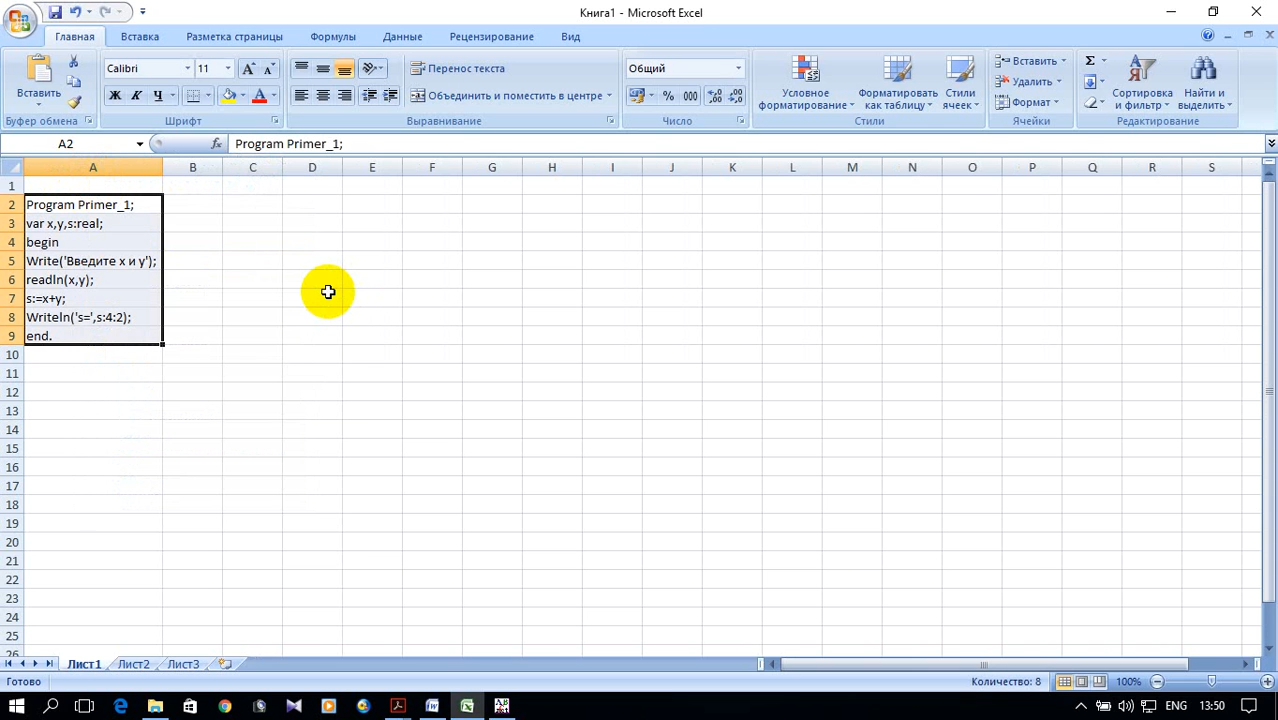 Книга1 - Microsoft Excel
Главная Вставка Разметка страницы Формулы Данные Рецензирование Вид
Вставить
Буфер обмена
Calibri 11
Ж К Ч
Шрифт
Перенос текста
Объединить и поместить в центре
Выравнивание
Общий
% 000
Число
Условное форматирование
Форматировать как таблицу
Стили ячеек
Стили
Вставить
Удалить
Формат
Ячейки
Сортировка и фильтр
Найти и выделить
Редактирование
A2 fx Program Primer_1;
A B C D E F G H I J K L M N O P Q R S
1
2 Program Primer_1;
3 var x,y,s:real;
4 begin
5 Write('Введите x и y');
6 readln(x,y);
7 s:=x+y;
8 Writeln('s=',s:4:2);
9 end.
10
11
12
13
14
15
16
17
18
19
20
21
22
23
24
25
26
Лист1 Лист2 Лист3
Готово Количество: 8 100%
ENG 13:50